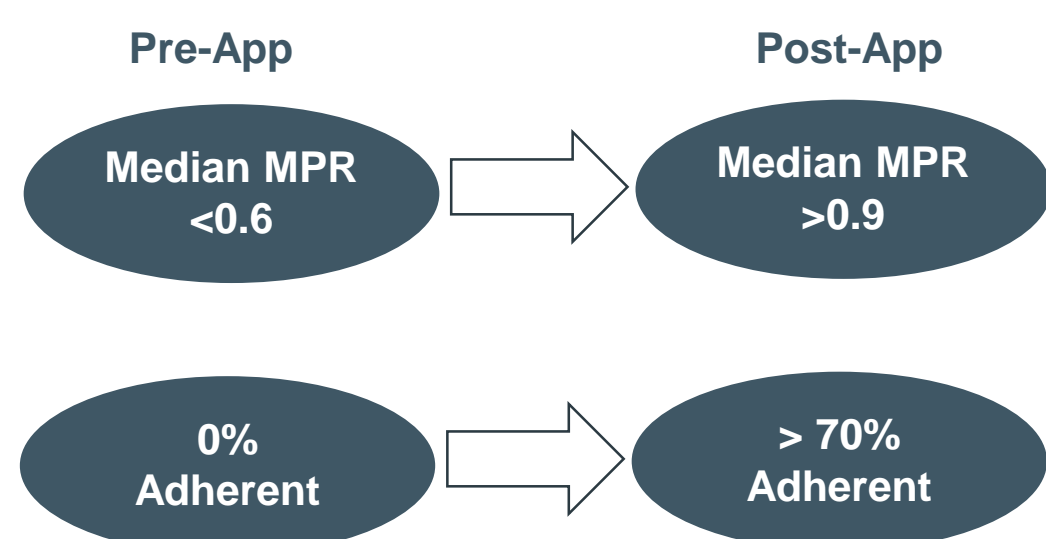 Pre-App
Post-App
Median MPR
<0.6
Median MPR
>0.9
0%
Adherent
> 70%
Adherent